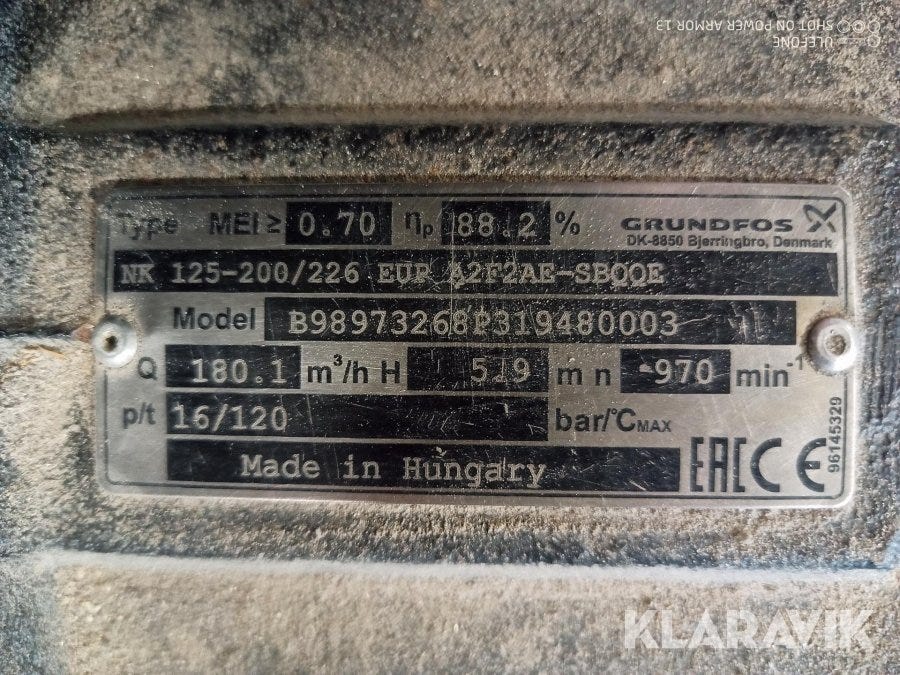 ULEFONE
SHOT ON POWER ARMOR 13
Type MEI ≥ 0.70 ηp 88.2 % GRUNDFOS
DK-8850 Bjerringbro, Denmark
NK 125-200/226 EUP A2F2AE-SBQQE
Model B98973268P319480003
Q 180.1 m³/h H 5.9 m n 970 min⁻¹
p/t 16/120 bar/°CMAX
Made in Hungary EAC CE
96145329
KLARAVIK